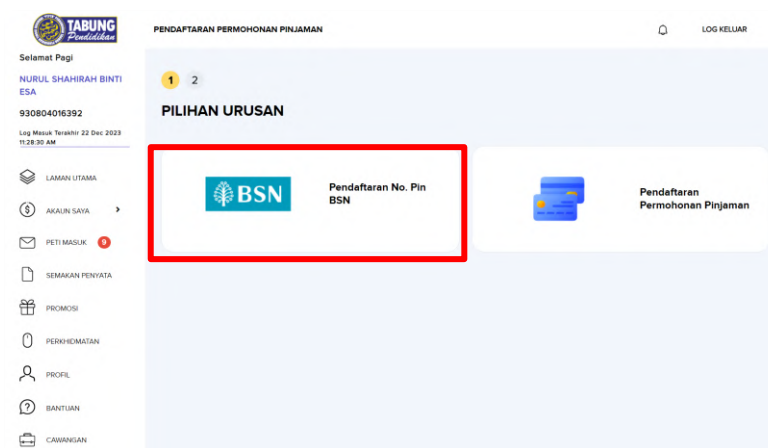 TABUNG
Pendidikan
PENDAFTARAN PERMOHONAN PINJAMAN
LOG KELUAR
Selamat Pagi
NURUL SHAHIRAH BINTI
ESA
930804016392
Log Masuk Terakhir 22 Dec 2023
11:28:30 AM
1 2
PILIHAN URUSAN
BSN
Pendaftaran No. Pin
BSN
Pendaftaran
Permohonan Pinjaman
LAMAN UTAMA
AKAUN SAYA
PETI MASUK 9
SEMAKAN PENYATA
PROMOSI
PERKHIDMATAN
PROFIL
BANTUAN
CAWANGAN